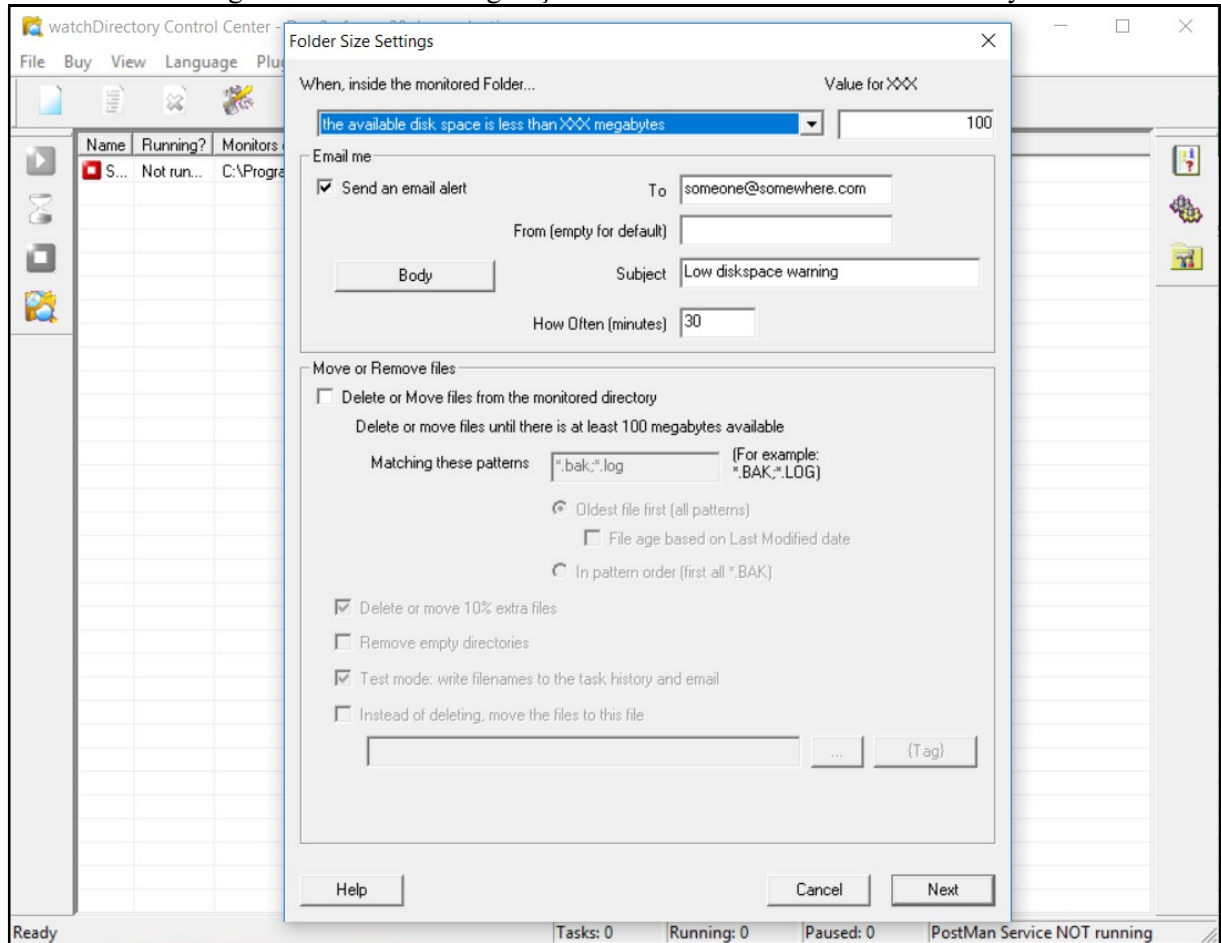 watchDirectory Control Center -
File Buy View Language
Name Running? Monitors
S... Not run... C:\Progra
Folder Size Settings
When, inside the monitored Folder...
Value for XXX
the available disk space is less than XXX megabytes
100
Email me
Send an email alert
To someone@somewhere.com
From (empty for default)
Body
Subject Low diskspace warning
How Often (minutes) 30
Move or Remove files
Delete or Move files from the monitored directory
Delete or move files until there is at least 100 megabytes available
Matching these patterns *.bak;*.log
(For example:
*.BAK;*.LOG)
Oldest file first (all patterns)
File age based on Last Modified date
In pattern order (first all *.BAK)
Delete or move 10% extra files
Remove empty directories
Test mode: write filenames to the task history and email
Instead of deleting, move the files to this file
... {Tag}
Help Cancel Next
Ready Tasks: 0 Running: 0 Paused: 0 PostMan Service NOT running